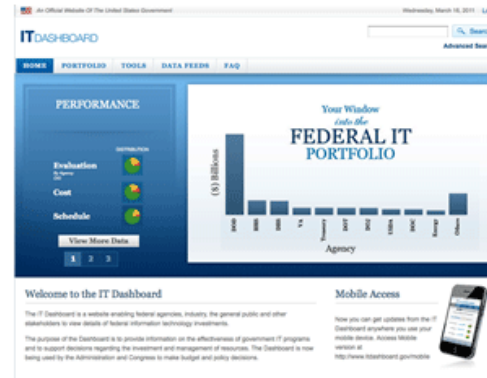 An Official Website Of The United States Government
Wednesday, March 16, 2011
IT DASHBOARD
Search
Advanced Sea
HOME PORTFOLIO TOOLS DATA FEEDS FAQ
PERFORMANCE
DISTRIBUTION
Evaluation
By Agency
CIO
Cost
Schedule
View More Data
1 2 3
Your Window
into the
FEDERAL IT
PORTFOLIO
($) Billions
DOD
HHS
DHS
VA
Treasury
DOT
DOJ
USDA
DOC
Energy
Others
Agency
Welcome to the IT Dashboard
The IT Dashboard is a website enabling federal agencies, industry, the general public and other
stakeholders to view details of federal information technology investments.
The purpose of the Dashboard is to provide information on the effectiveness of government IT programs
and to support decisions regarding the investment and management of resources. The Dashboard is now
being used by the Administration and Congress to make budget and policy decisions.
Mobile Access
Now you can get updates from the IT
Dashboard anywhere you use your
mobile device. Access Mobile
version at
http://www.itdashboard.gov/mobile